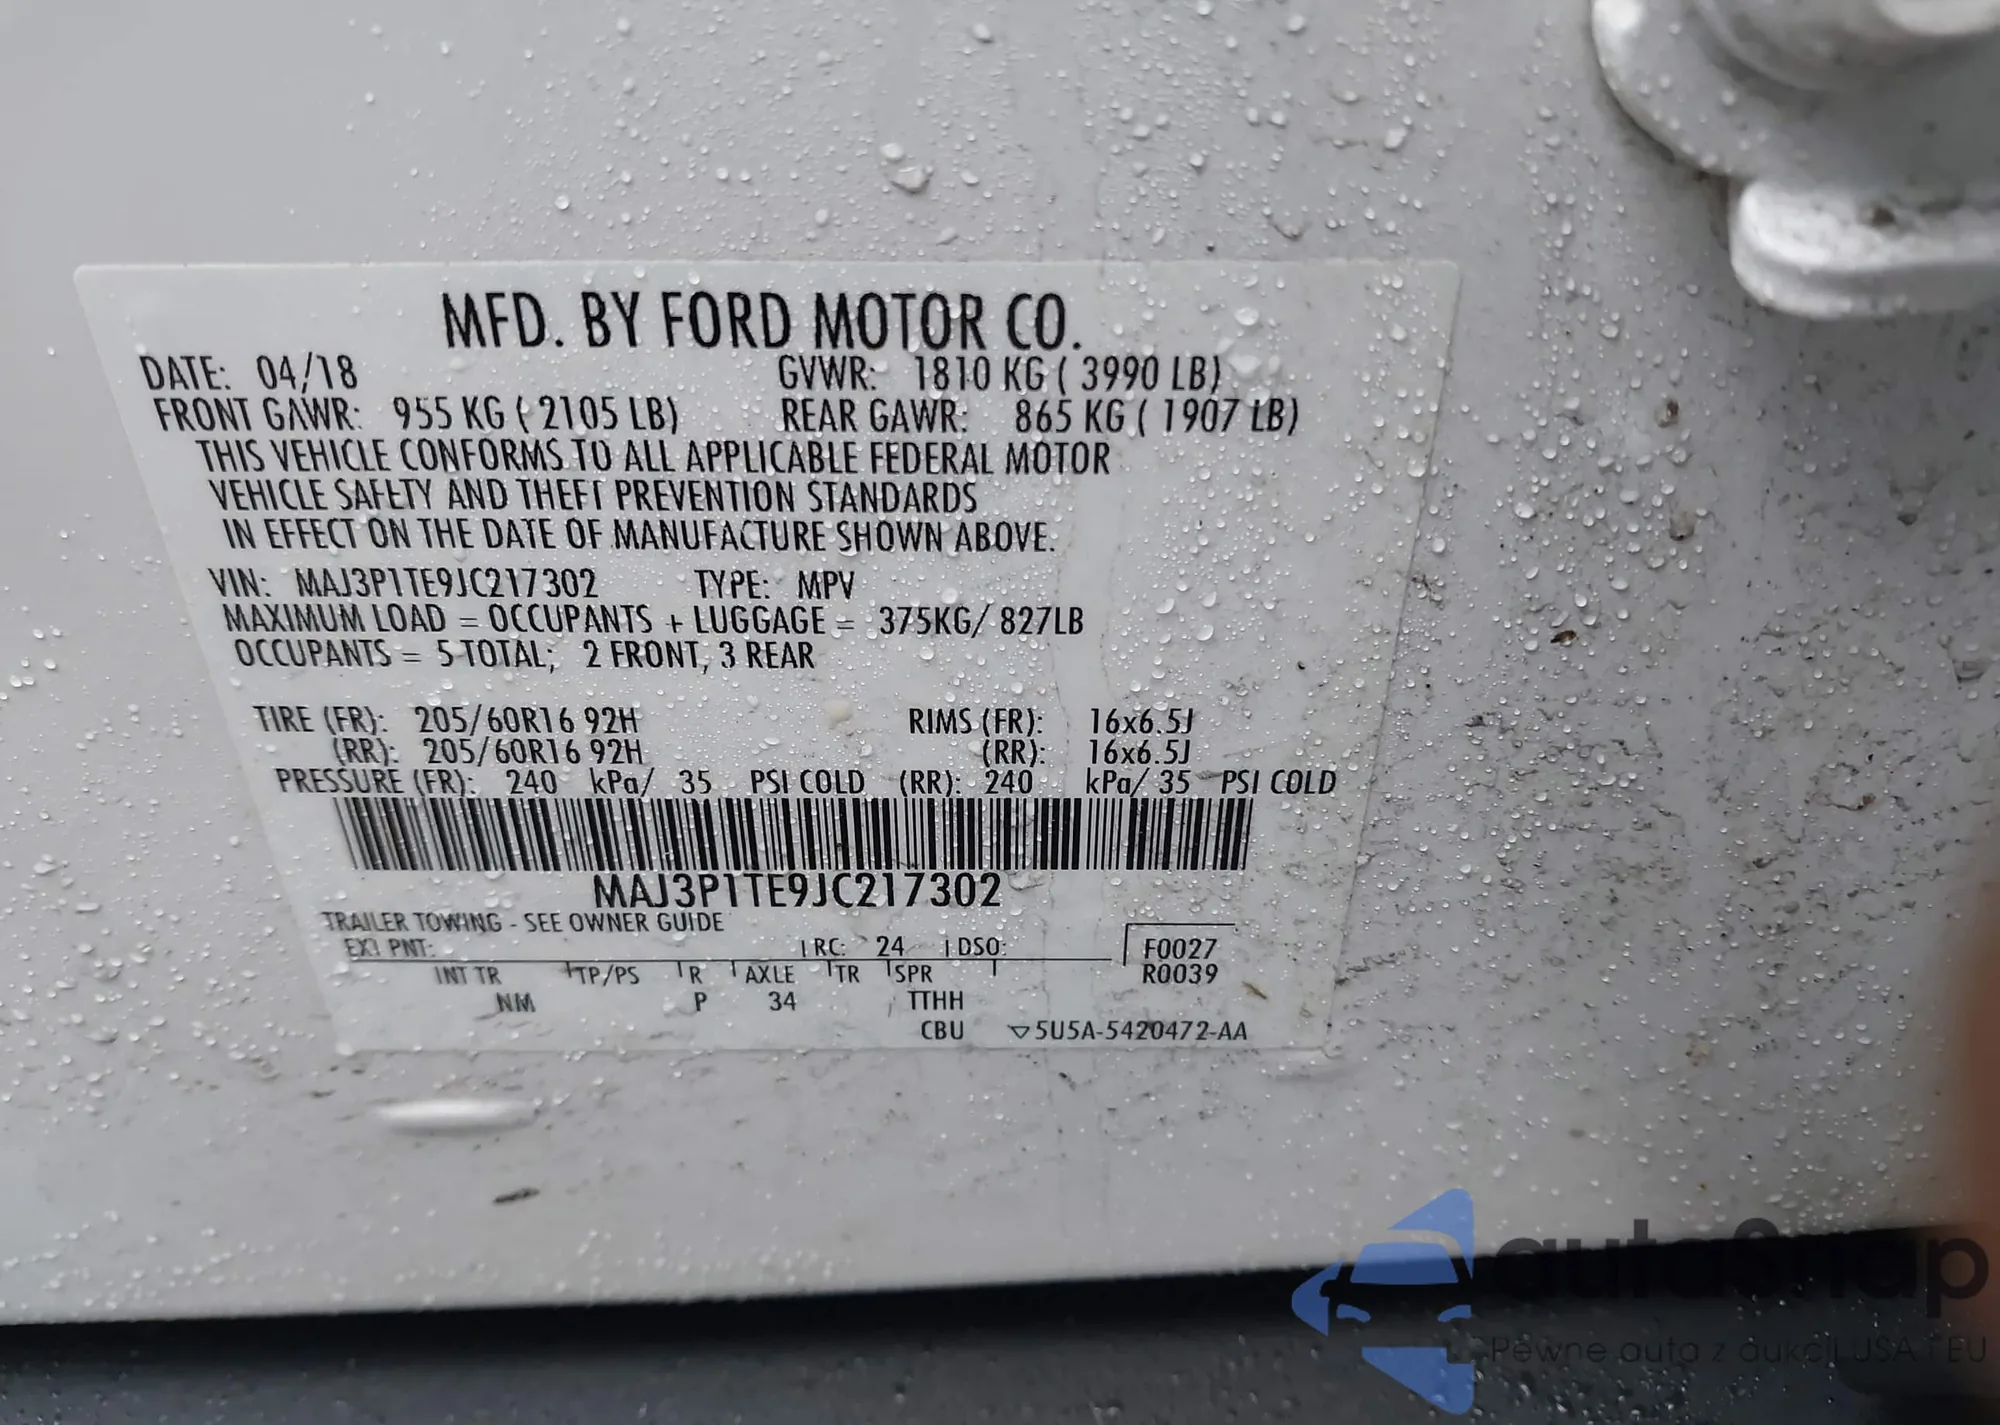 MFD. BY FORD MOTOR CO.
DATE: 04/18 GVWR: 1810 KG ( 3990 LB)
FRONT GAWR: 955 KG ( 2105 LB) REAR GAWR: 865 KG ( 1907 LB)
THIS VEHICLE CONFORMS TO ALL APPLICABLE FEDERAL MOTOR
VEHICLE SAFETY AND THEFT PREVENTION STANDARDS
IN EFFECT ON THE DATE OF MANUFACTURE SHOWN ABOVE.
VIN: MAJ3P1TE9JC217302 TYPE: MPV
MAXIMUM LOAD = OCCUPANTS + LUGGAGE = 375KG/ 827LB
OCCUPANTS = 5 TOTAL; 2 FRONT, 3 REAR
TIRE (FR): 205/60R16 92H RIMS (FR): 16x6.5J
(RR): 205/60R16 92H (RR): 16x6.5J
PRESSURE (FR): 240 kPa/ 35 PSI COLD (RR): 240 kPa/ 35 PSI COLD
MAJ3P1TE9JC217302
TRAILER TOWING - SEE OWNER GUIDE
EXT PNT: RC: 24 DSO: F0027
INT TR TP/PS R AXLE TR SPR R0039
NM P 34 TTHH
CBU ▽5U5A-5420472-AA
autoSnap
Pewne auta z aukcji USA i EU